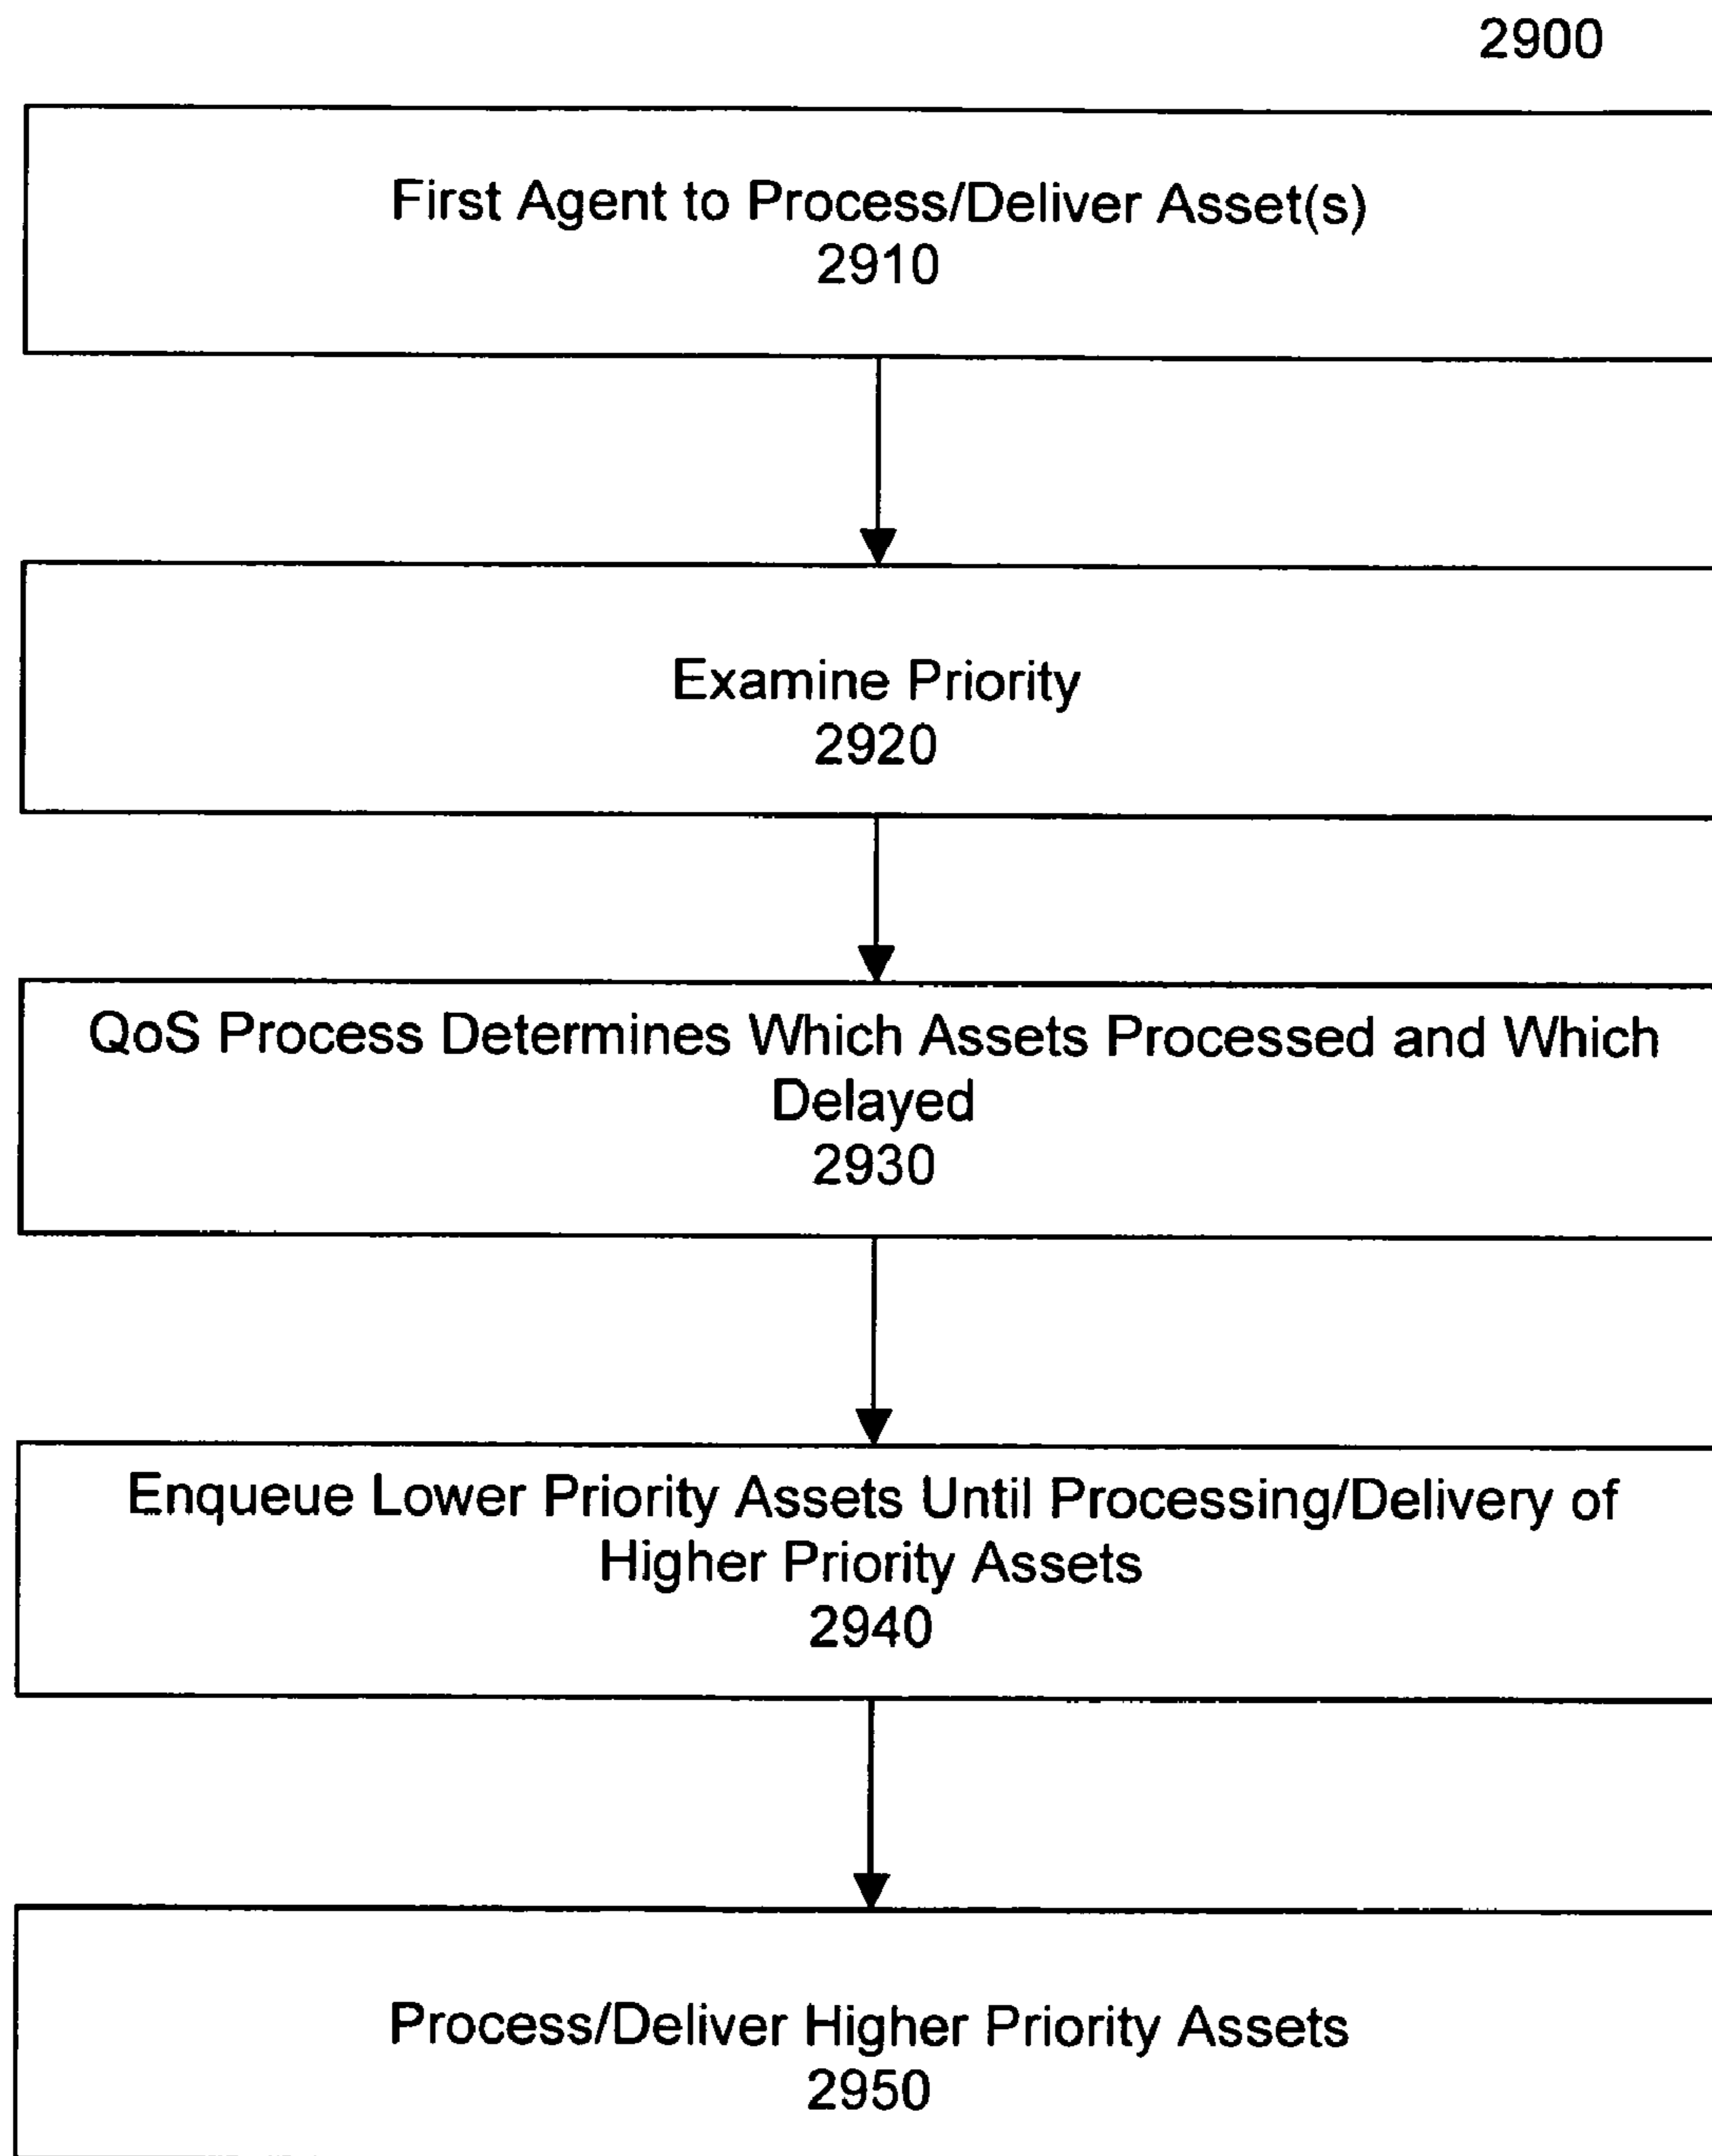 2900
First Agent to Process/Deliver Asset(s)
2910
Examine Priority
2920
QoS Process Determines Which Assets Processed and Which
Delayed
2930
Enqueue Lower Priority Assets Until Processing/Delivery of
Higher Priority Assets
2940
Process/Deliver Higher Priority Assets
2950